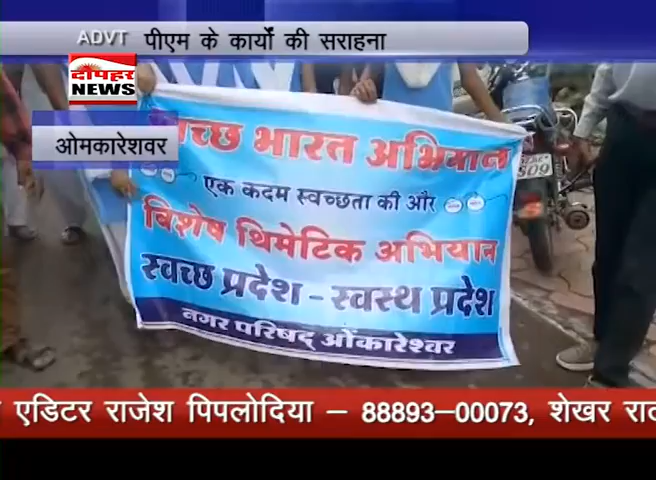 ADVT
पीएम के कार्यों की सराहना
दोपहर
NEWS
ओमकारेशवर
स्वच्छ भारत अभियान
एक कदम स्वच्छता की और
विशेष थिमेटिक अभियान
स्वच्छ प्रदेश - स्वस्थ प्रदेश
नगर परिषद् ओंकारेश्वर
एडिटर राजेश पिपलोदिया – 88893–00073, शेखर